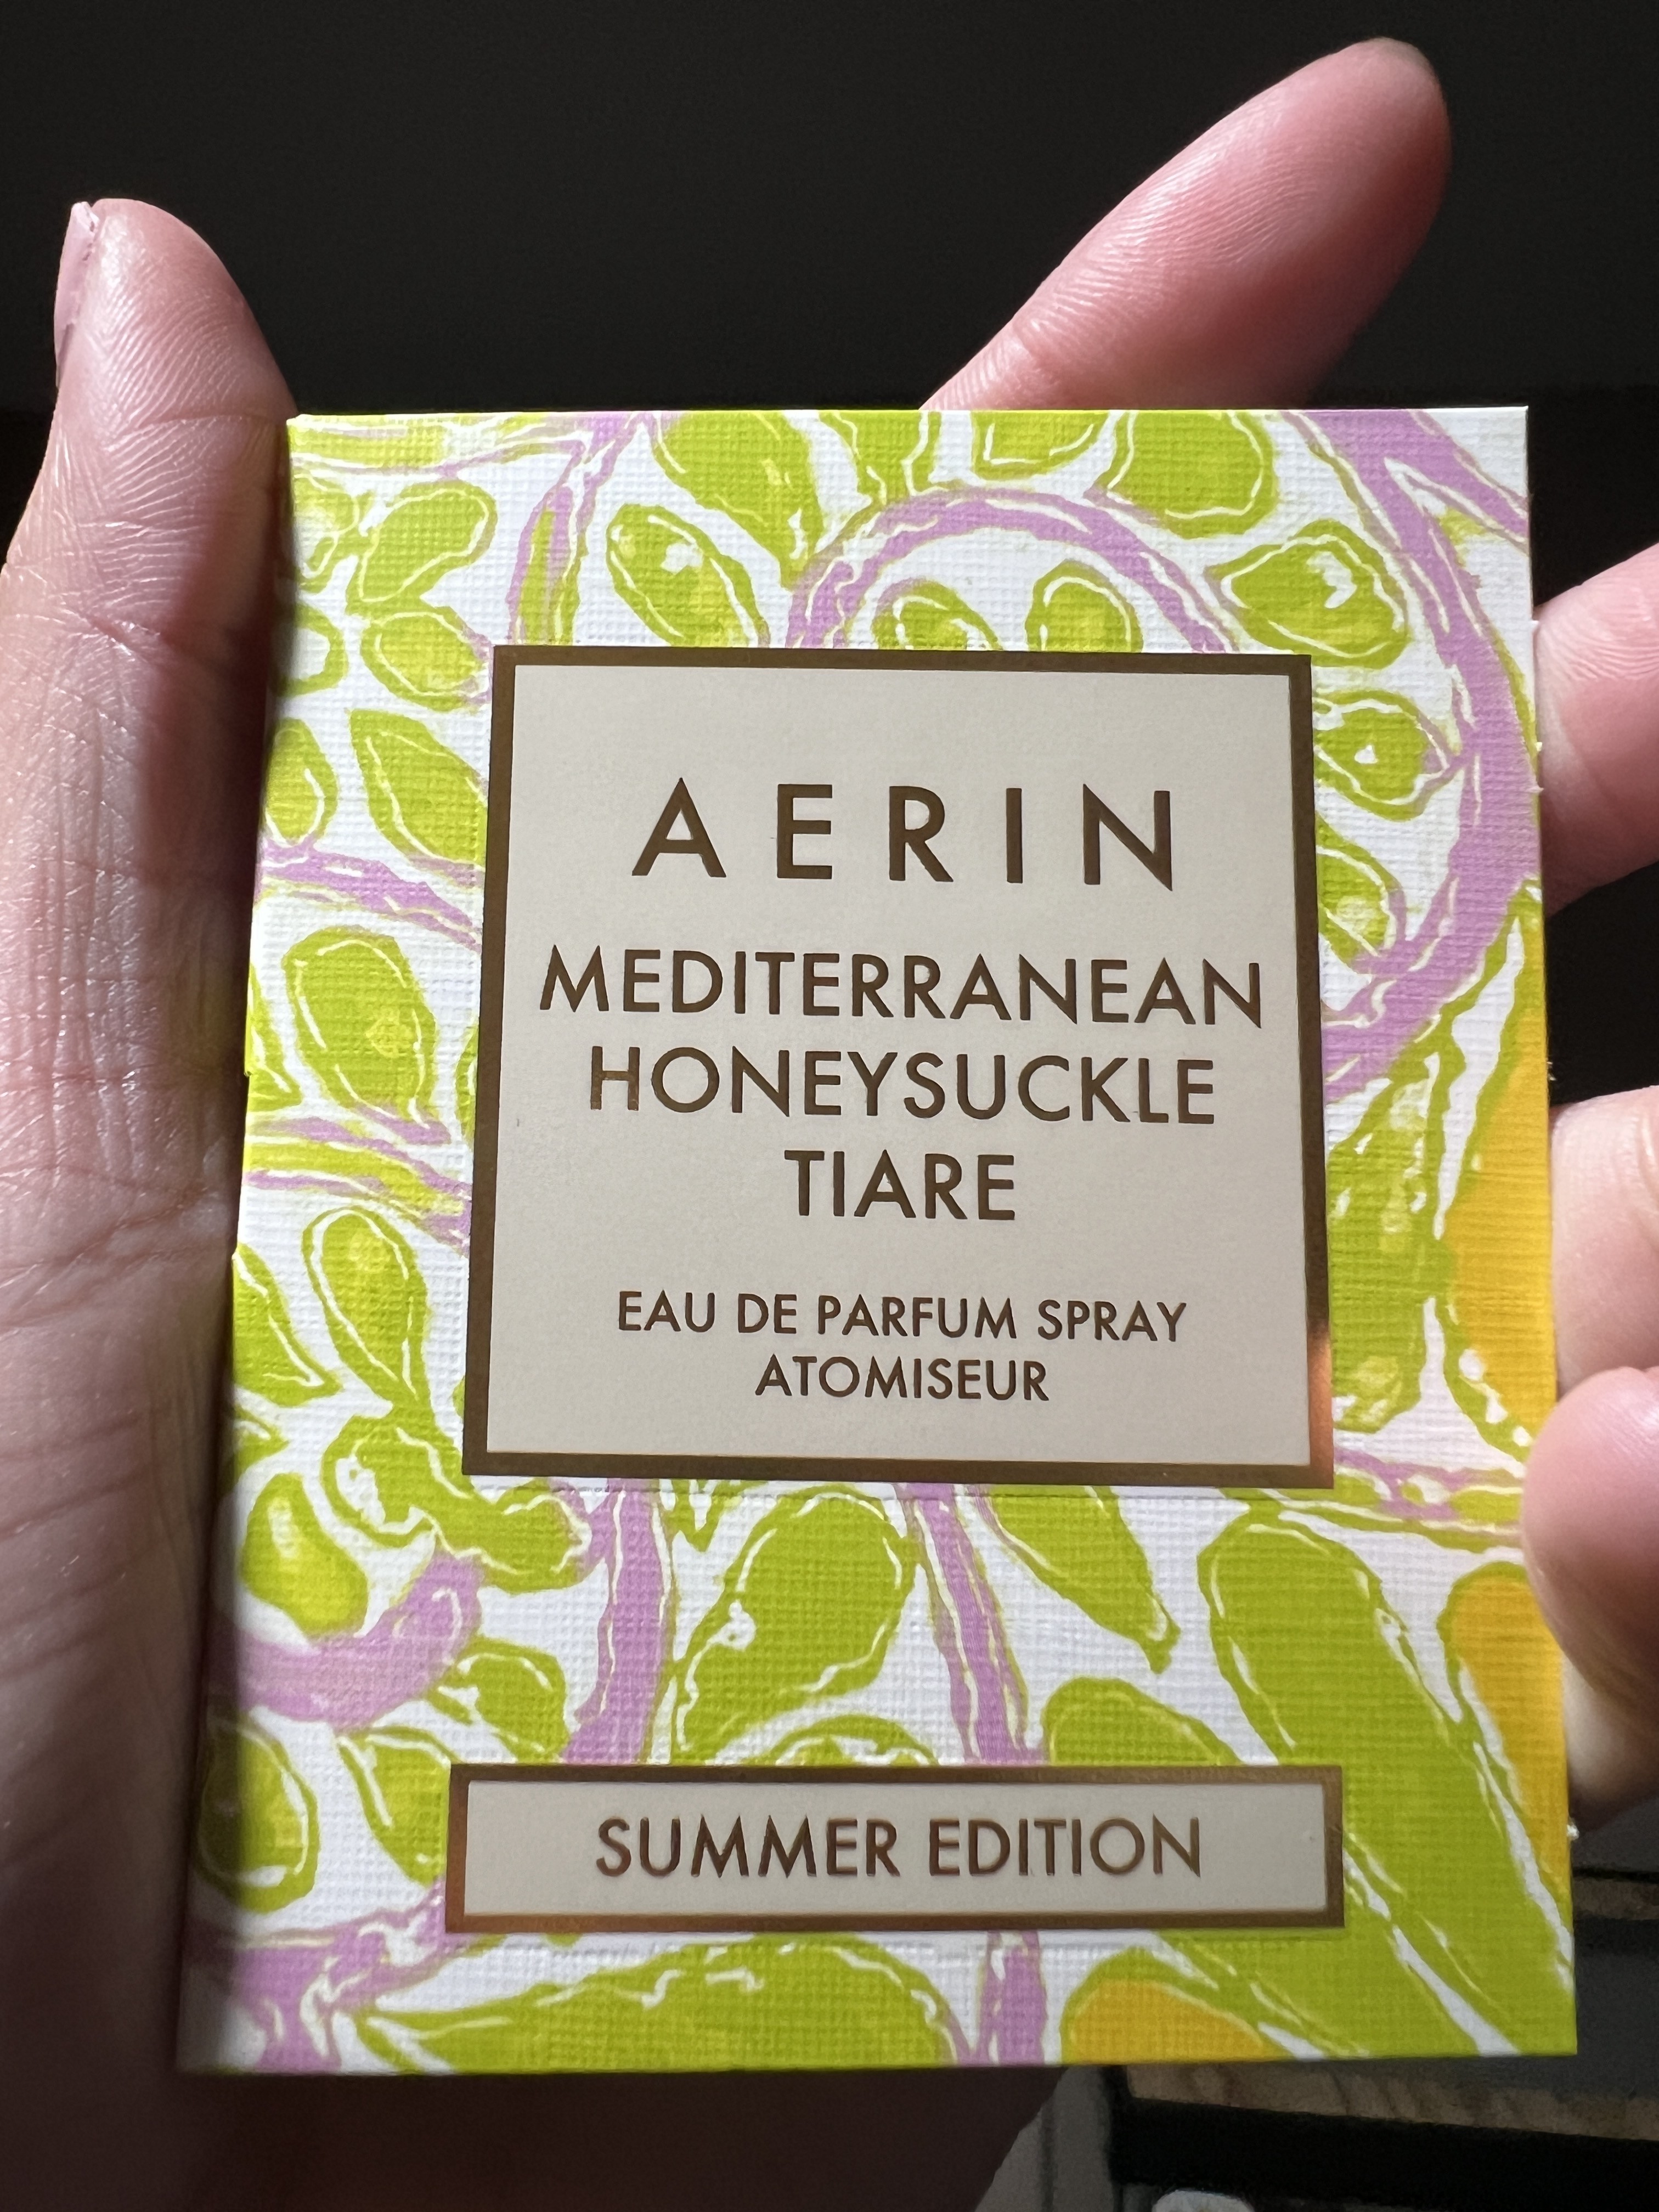 AERIN
MEDITERRANEAN
HONEYSUCKLE
TIARE
EAU DE PARFUM SPRAY
ATOMISEUR
SUMMER EDITION